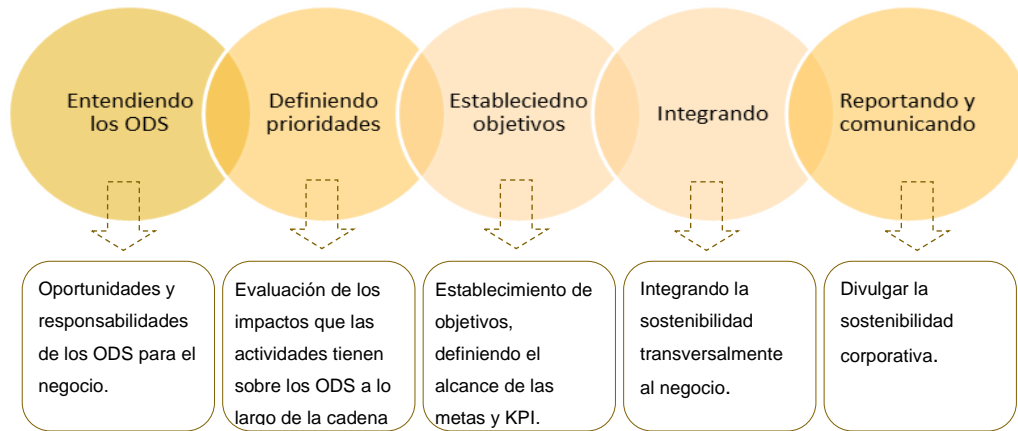 Entendiendo
los ODS
Definiendo
prioridades
Estableciedno
objetivos
Integrando
Reportando y
comunicando
Oportunidades y
responsabilidades
de los ODS para el
negocio.
Evaluación de los
impactos que las
actividades tienen
sobre los ODS a lo
largo de la cadena
Establecimiento de
objetivos,
definiendo el
alcance de las
metas y KPI.
Integrando la
sostenibilidad
transversalmente
al negocio.
Divulgar la
sostenibilidad
corporativa.